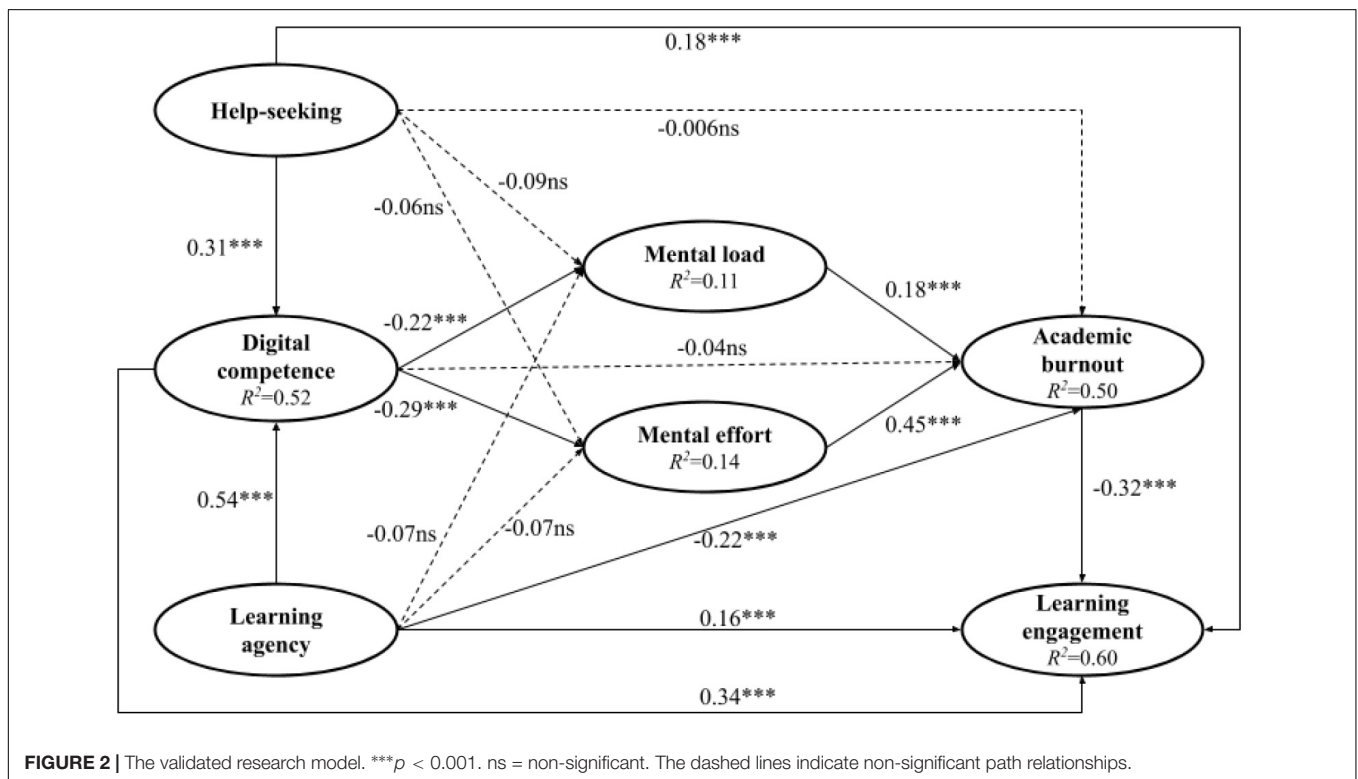 0.18***
Help-seeking
-0.006ns
-0.09ns
-0.06ns
0.31***
Mental load
R²=0.11
0.18***
-0.22***
Digital
competence
R²=0.52
-0.04ns
Academic
burnout
R²=0.50
-0.29***
Mental effort
R²=0.14
0.45***
0.54***
-0.32***
-0.07ns
-0.07ns
-0.22***
Learning
agency
0.16***
Learning
engagement
R²=0.60
0.34***
FIGURE 2 | The validated research model. ***p < 0.001. ns = non-significant. The dashed lines indicate non-significant path relationships.